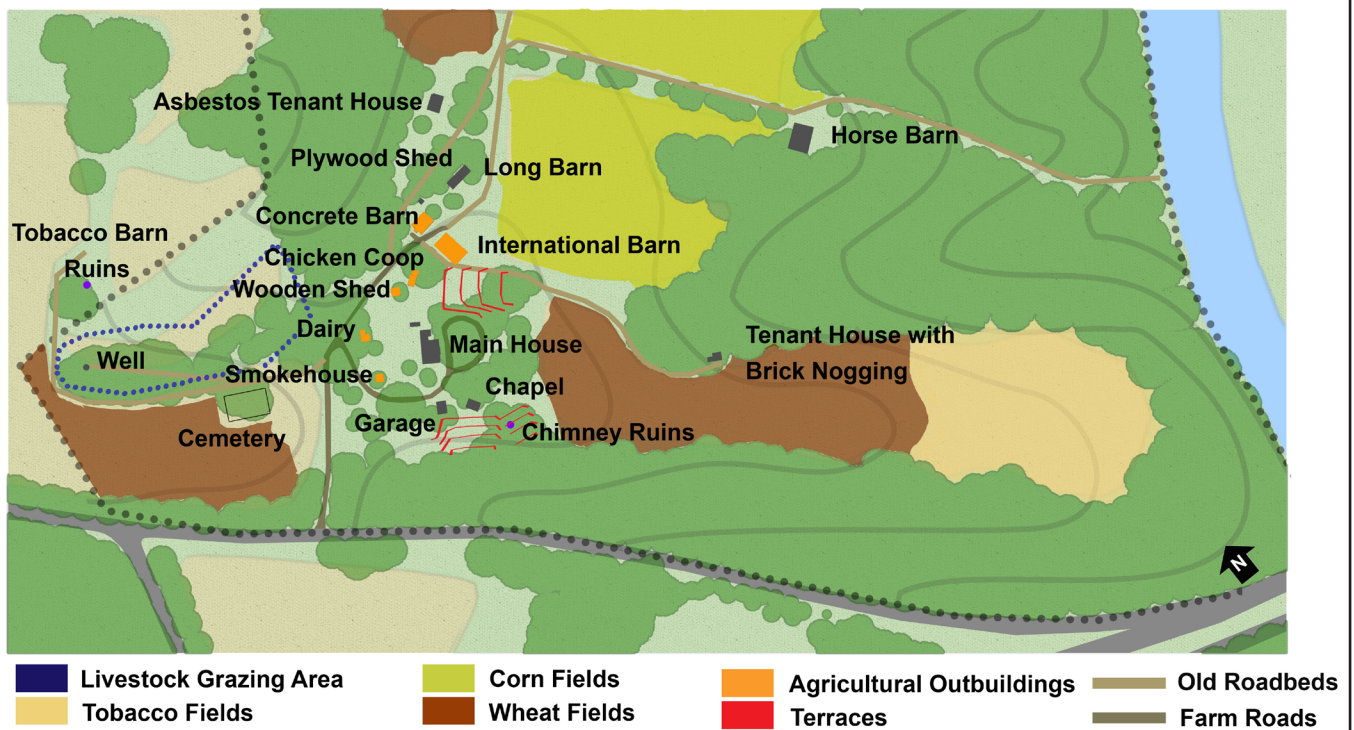 Asbestos Tenant House
Horse Barn
Plywood Shed
Long Barn
Concrete Barn
Tobacco Barn
Ruins
International Barn
Chicken Coop
Wooden Shed
Dairy
Main House
Tenant House with
Brick Nogging
Well
Smokehouse
Chapel
Garage
Chimney Ruins
Cemetery
N
Livestock Grazing Area
Tobacco Fields
Corn Fields
Wheat Fields
Agricultural Outbuildings
Terraces
Old Roadbeds
Farm Roads